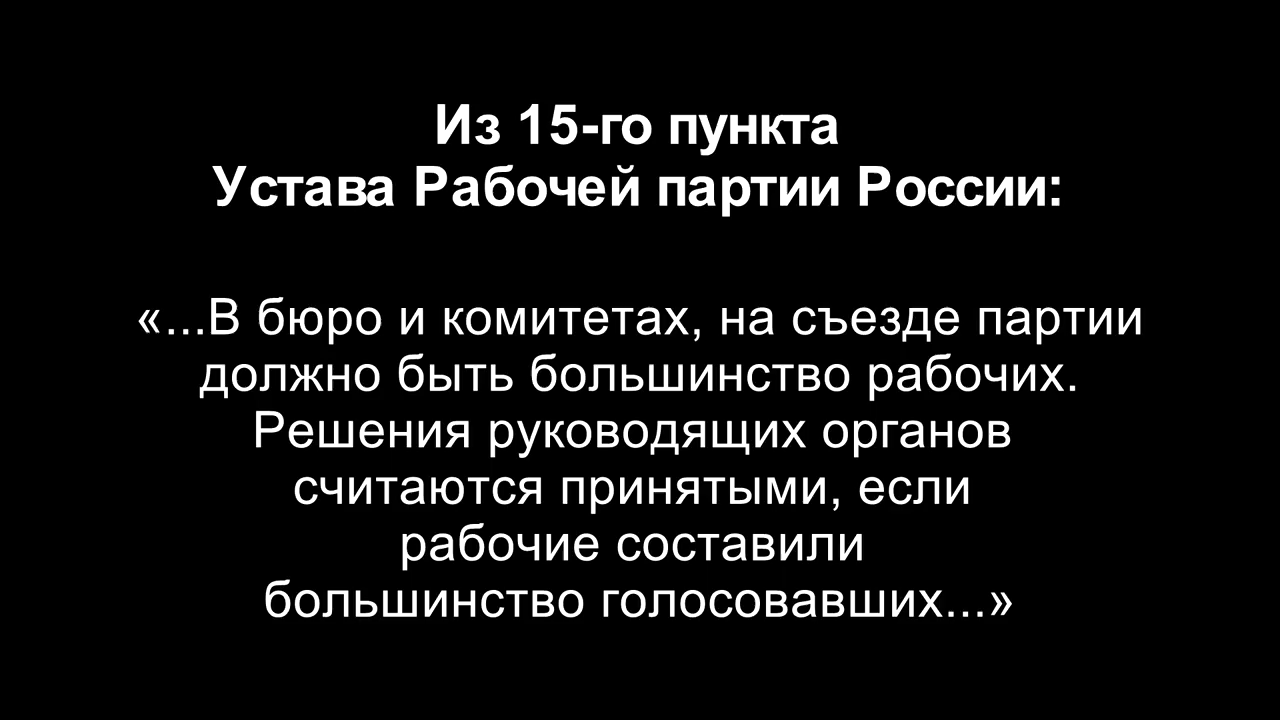 Из 15-го пункта
Устава Рабочей партии России:
«...В бюро и комитетах, на съезде партии
должно быть большинство рабочих.
Решения руководящих органов
считаются принятыми, если
рабочие составили
большинство голосовавших...»